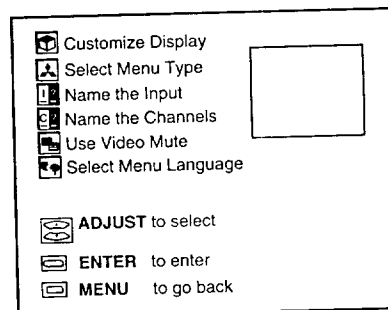 Customize Display
Select Menu Type
Name the Input
Name the Channels
Use Video Mute
Select Menu Language
ADJUST to select
ENTER to enter
MENU to go back